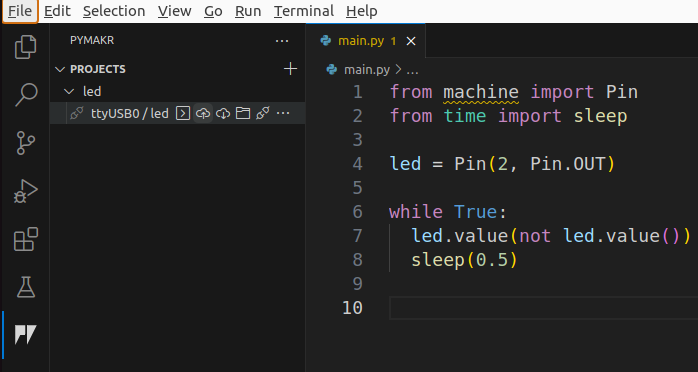 File Edit Selection View Go Run Terminal Help
PYMAKR ...
PROJECTS
led
ttyUSB0 / led
main.py 1
main.py > ...
1 from machine import Pin
2 from time import sleep
3
4 led = Pin(2, Pin.OUT)
5
6 while True:
7 led.value(not led.value())
8 sleep(0.5)
9
10